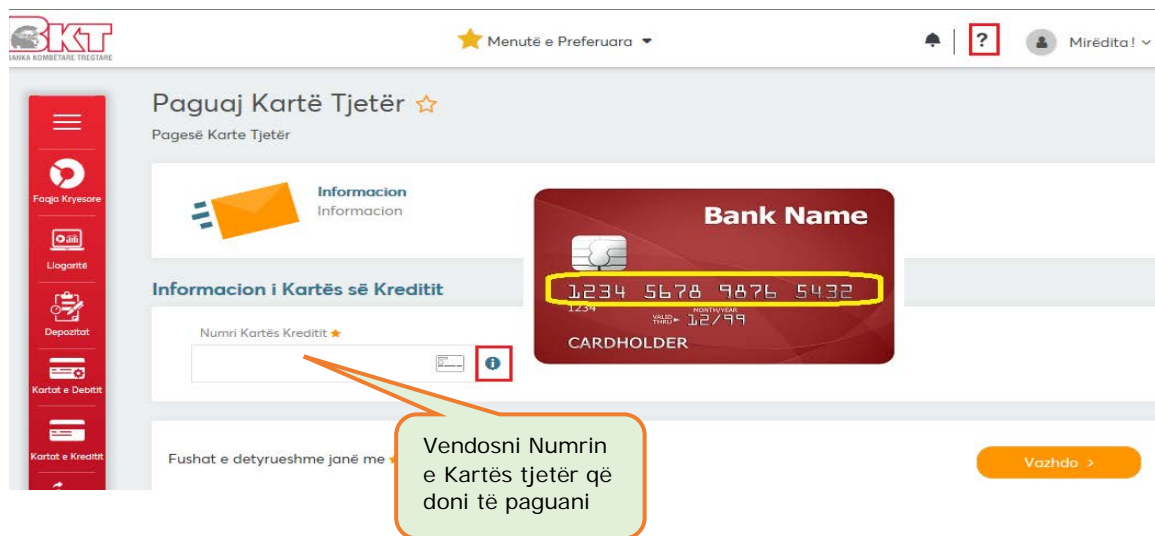 BKT
BANKA KOMBETARE TREGTARE
Menutë e Preferuara
?
Mirëdita!
Paguaj Kartë Tjetër
Pagesë Karte Tjetër
Faqja Kryesore
Llogaritë
Depozitat
Kartat e Debitit
Kartat e Kreditit
Informacion
Informacion
Bank Name
1234 5678 9876 5432
1234
MONTH/YEAR
VALID THRU 12/99
CARDHOLDER
Informacion i Kartës së Kreditit
Numri Kartës Kreditit
Vendosni Numrin
e Kartës tjetër që
doni të paguani
Fushat e detyrueshme janë me
Vazhdo >